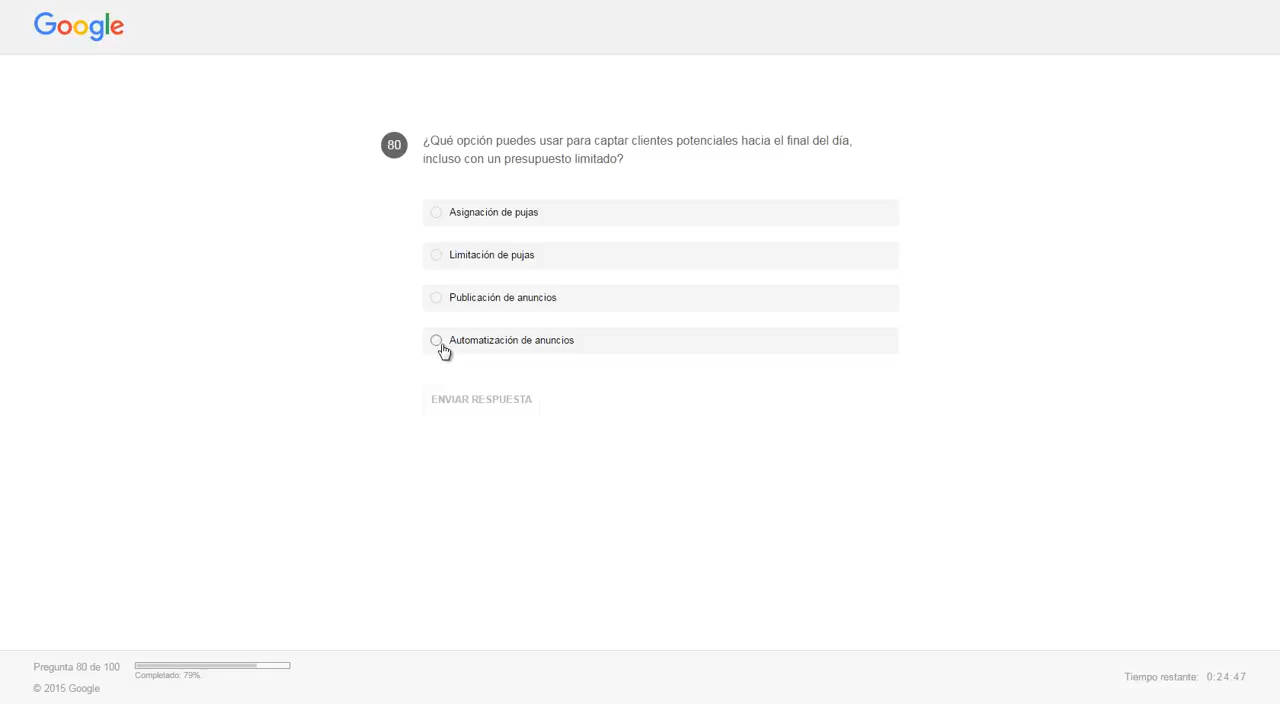 Google
80
¿Qué opción puedes usar para captar clientes potenciales hacia el final del día,
incluso con un presupuesto limitado?
Asignación de pujas
Limitación de pujas
Publicación de anuncios
Automatización de anuncios
ENVIAR RESPUESTA
Pregunta 80 de 100
Completado: 79%.
© 2015 Google
Tiempo restante: 0:24:47